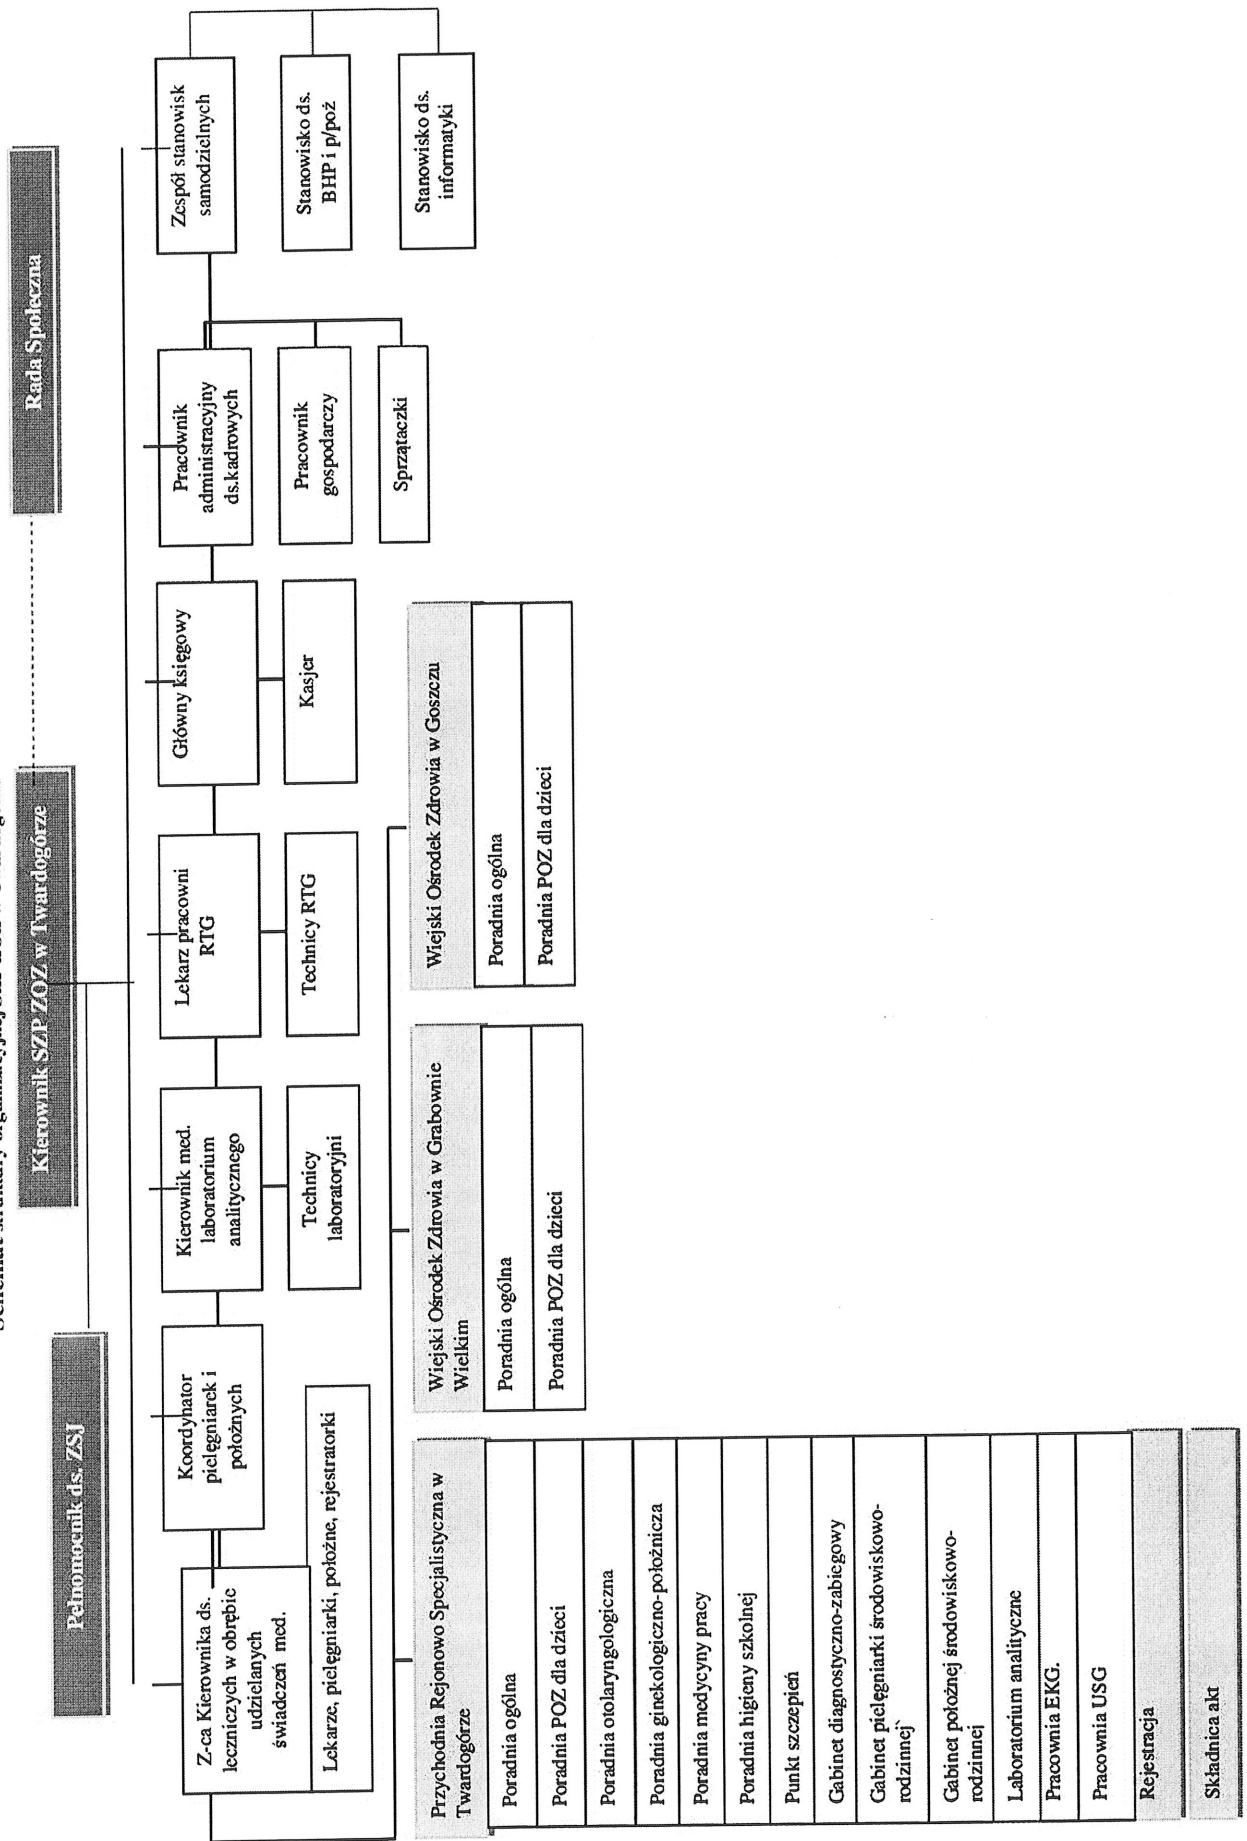 Pełnomocnik ds. ZSJ
Kierownik SZP ZOZ w Twardogórze
Rada Społeczna
Z-ca Kierownika ds.
leczniczych w obrębie
udzielanych
świadczeń med.
Lekarze, pielęgniarki, położne, rejestratorki
Koordynator
pielęgniarek i
położnych
Kierownik med.
laboratorium
analitycznego
Technicy
laboratoryjni
Lekarz pracowni
RTG
Technicy RTG
Główny księgowy
Kasjer
Pracownik
administracyjny
ds.kadrowych
Pracownik
gospodarczy
Sprzątaczki
Zespół stanowisk
samodzielnych
Stanowisko ds.
BHP i p/poż
Stanowisko ds.
informatyki
Przychodnia Rejonowo Specjalistyczna w
Twardogórze
Poradnia ogólna
Poradnia POZ dla dzieci
Poradnia otolaryngologiczna
Poradnia ginekologiczno-położnicza
Poradnia medycyny pracy
Poradnia higieny szkolnej
Punkt szczepień
Gabinet diagnostyczno-zabiegowy
Gabinet pielęgniarki środowiskowo-
rodzinnej
Gabinet położnej środowiskowo-
rodzinnej
Laboratorium analityczne
Pracownia EKG.
Pracownia USG
Rejestracja
Składnica akt
Wiejski Ośrodek Zdrowia w Grabownie
Wielkim
Poradnia ogólna
Poradnia POZ dla dzieci
Wiejski Ośrodek Zdrowia w Goszczu
Poradnia ogólna
Poradnia POZ dla dzieci